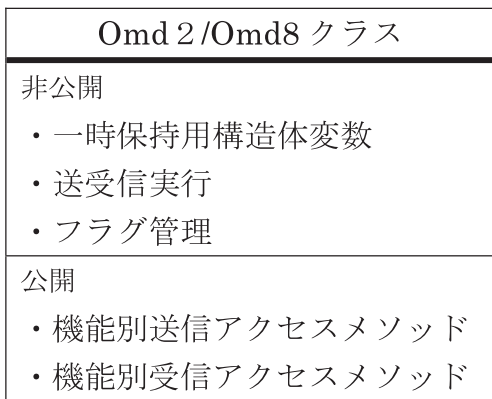 Omd２/Omd8 クラス
非公開
・一時保持用構造体変数
・送受信実行
・フラグ管理
公開
・機能別送信アクセスメソッド
・機能別受信アクセスメソッド